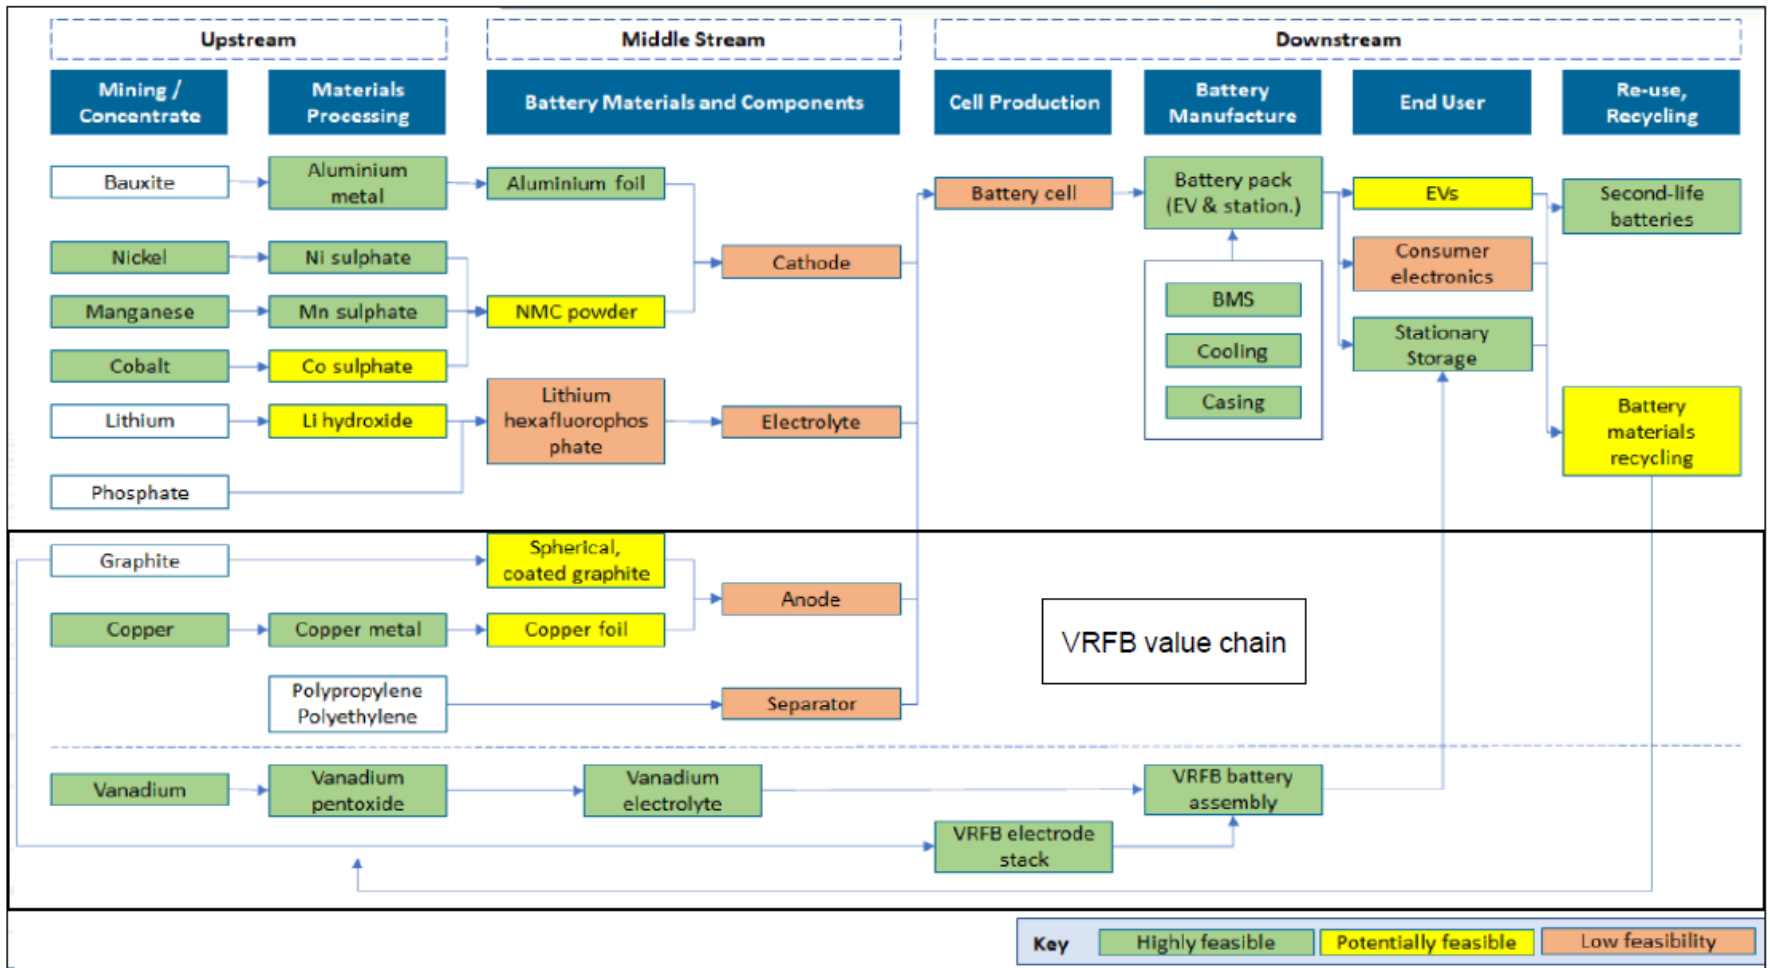 Upstream
Middle Stream
Downstream
Mining /
Concentrate
Materials
Processing
Battery Materials and Components
Cell Production
Battery
Manufacture
End User
Re-use,
Recycling
Bauxite
Aluminium
metal
Aluminium foil
Battery cell
Battery pack
(EV & station.)
EVs
Second-life
batteries
Nickel
Ni sulphate
Cathode
Consumer
electronics
Manganese
Mn sulphate
NMC powder
BMS
Stationary
Storage
Cobalt
Co sulphate
Cooling
Lithium
Li hydroxide
Lithium
hexafluorophos
phate
Electrolyte
Casing
Battery
materials
recycling
Phosphate
Graphite
Spherical,
coated graphite
Anode
Copper
Copper metal
Copper foil
VRFB value chain
Polypropylene
Polyethylene
Separator
Vanadium
Vanadium
pentoxide
Vanadium
electrolyte
VRFB battery
assembly
VRFB electrode
stack
Key
Highly feasible
Potentially feasible
Low feasibility